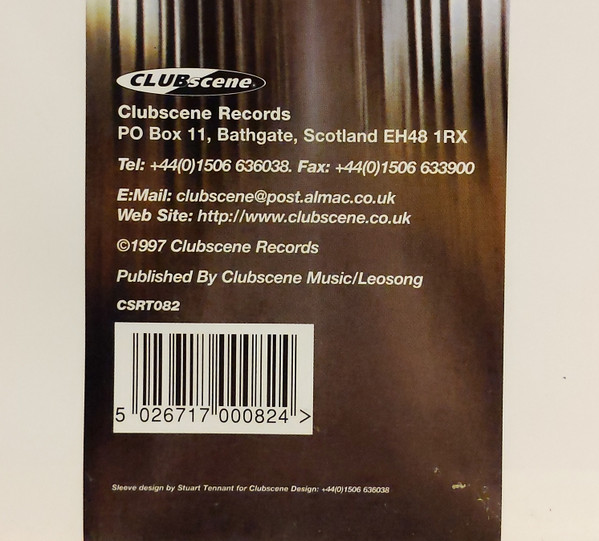 CLUBscene®
Clubscene Records
PO Box 11, Bathgate, Scotland EH48 1RX
Tel: +44(0)1506 636038. Fax: +44(0)1506 633900
E:Mail: clubscene@post.almac.co.uk
Web Site: http://www.clubscene.co.uk
©1997 Clubscene Records
Published By Clubscene Music/Leosong
CSRT082
5 026717 000824 >
Sleeve design by Stuart Tennant for Clubscene Design: +44(0)1506 636038